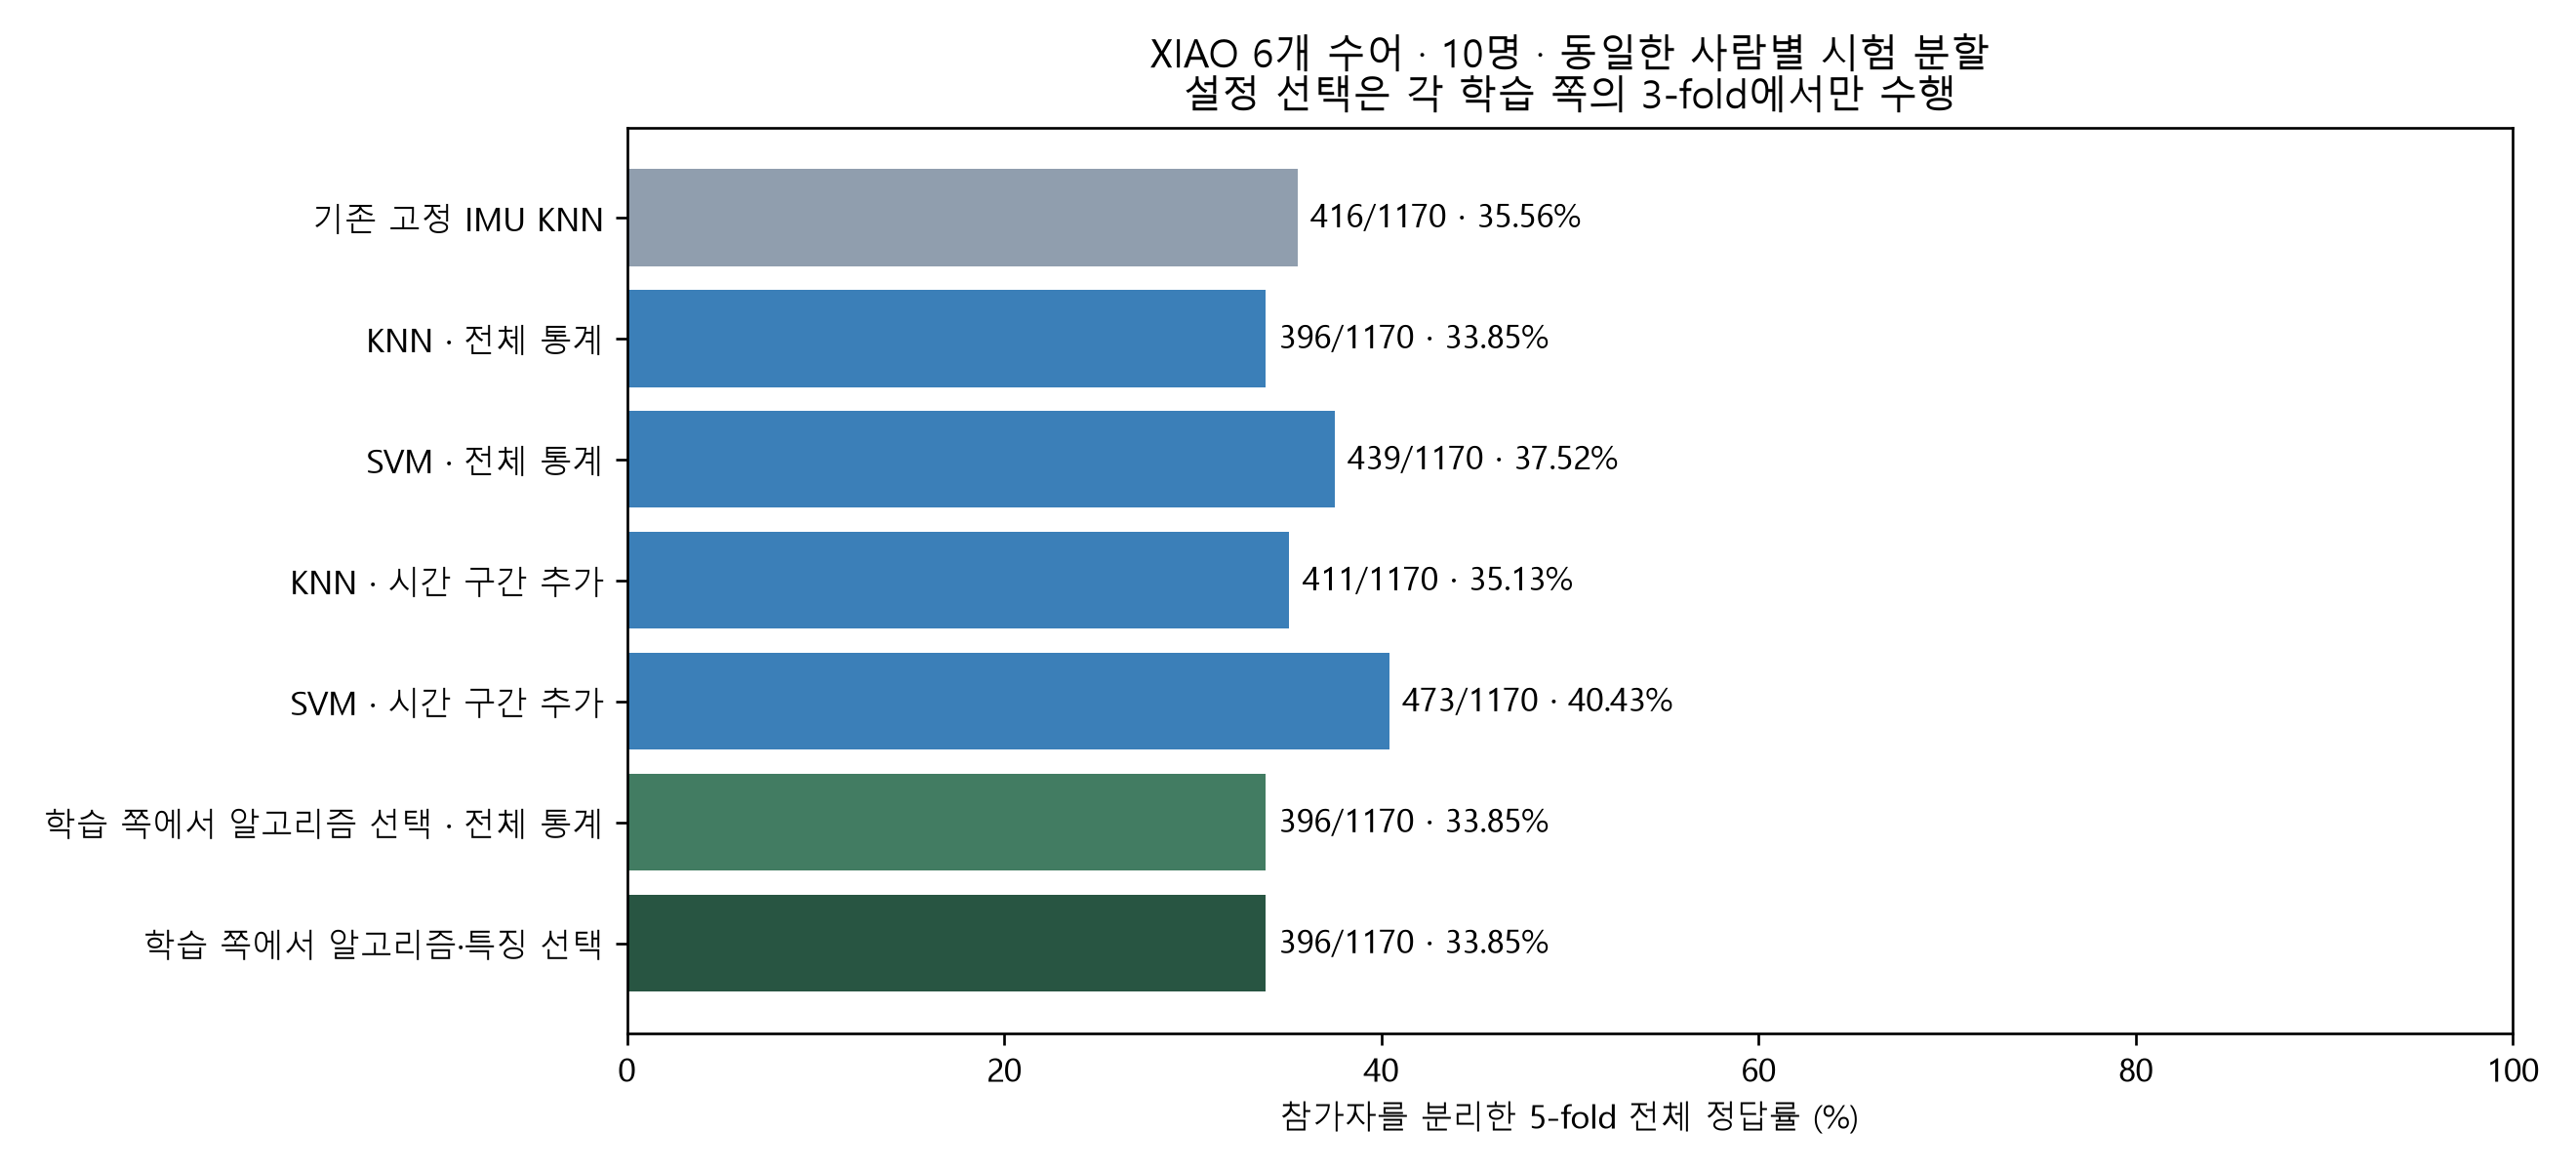 XIAO 6개 수어 · 10명 · 동일한 사람별 시험 분할
설정 선택은 각 학습 쪽의 3-fold에서만 수행
기존 고정 IMU KNN
416/1170 · 35.56%
KNN · 전체 통계
396/1170 · 33.85%
SVM · 전체 통계
439/1170 · 37.52%
KNN · 시간 구간 추가
411/1170 · 35.13%
SVM · 시간 구간 추가
473/1170 · 40.43%
학습 쪽에서 알고리즘 선택 · 전체 통계
396/1170 · 33.85%
학습 쪽에서 알고리즘·특징 선택
396/1170 · 33.85%
0 20 40 60 80 100
참가자를 분리한 5-fold 전체 정답률 (%)